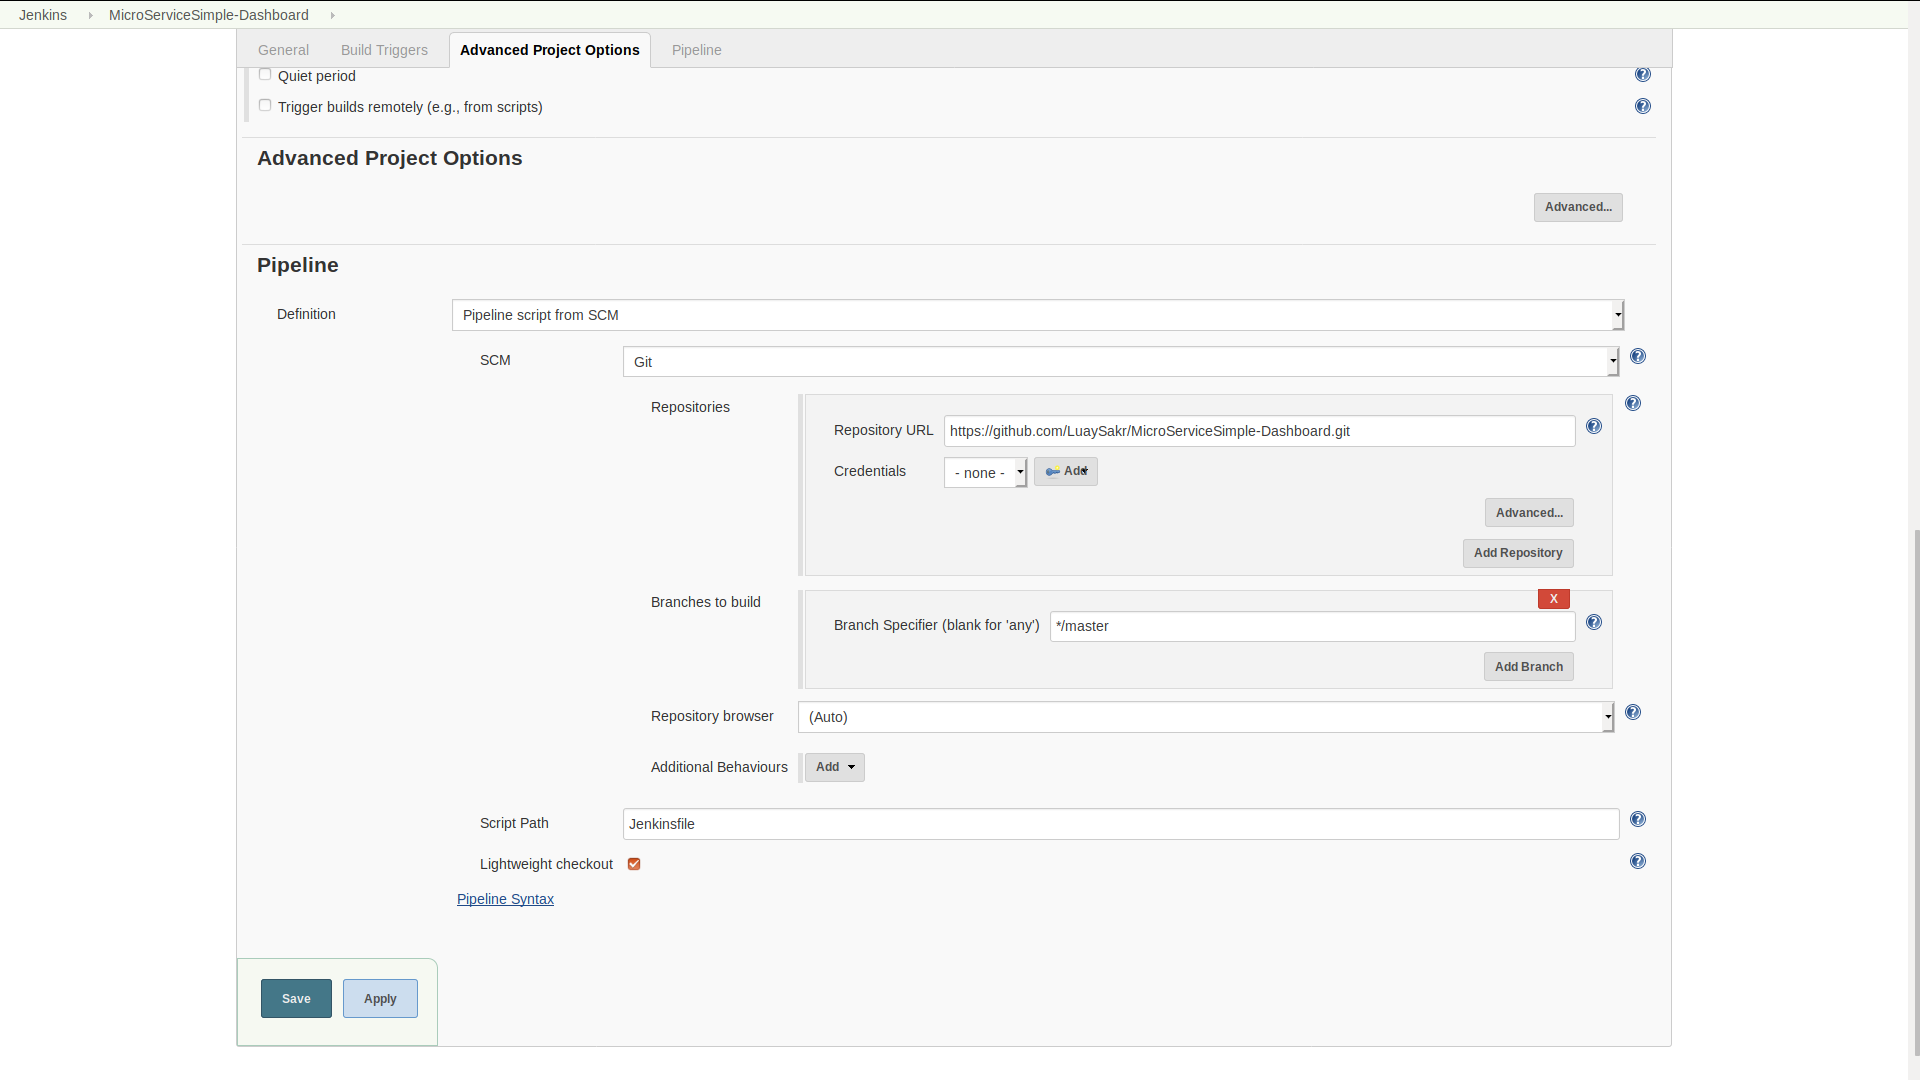 Jenkins MicroServiceSimple-Dashboard
General Build Triggers Advanced Project Options Pipeline
Quiet period
Trigger builds remotely (e.g., from scripts)
Advanced Project Options
Advanced...
Pipeline
Definition Pipeline script from SCM
SCM Git
Repositories
Repository URL https://github.com/LuaySakr/MicroServiceSimple-Dashboard.git
Credentials - none - Add
Advanced...
Add Repository
Branches to build X
Branch Specifier (blank for 'any') */master
Add Branch
Repository browser (Auto)
Additional Behaviours Add
Script Path Jenkinsfile
Lightweight checkout
Pipeline Syntax
Save Apply